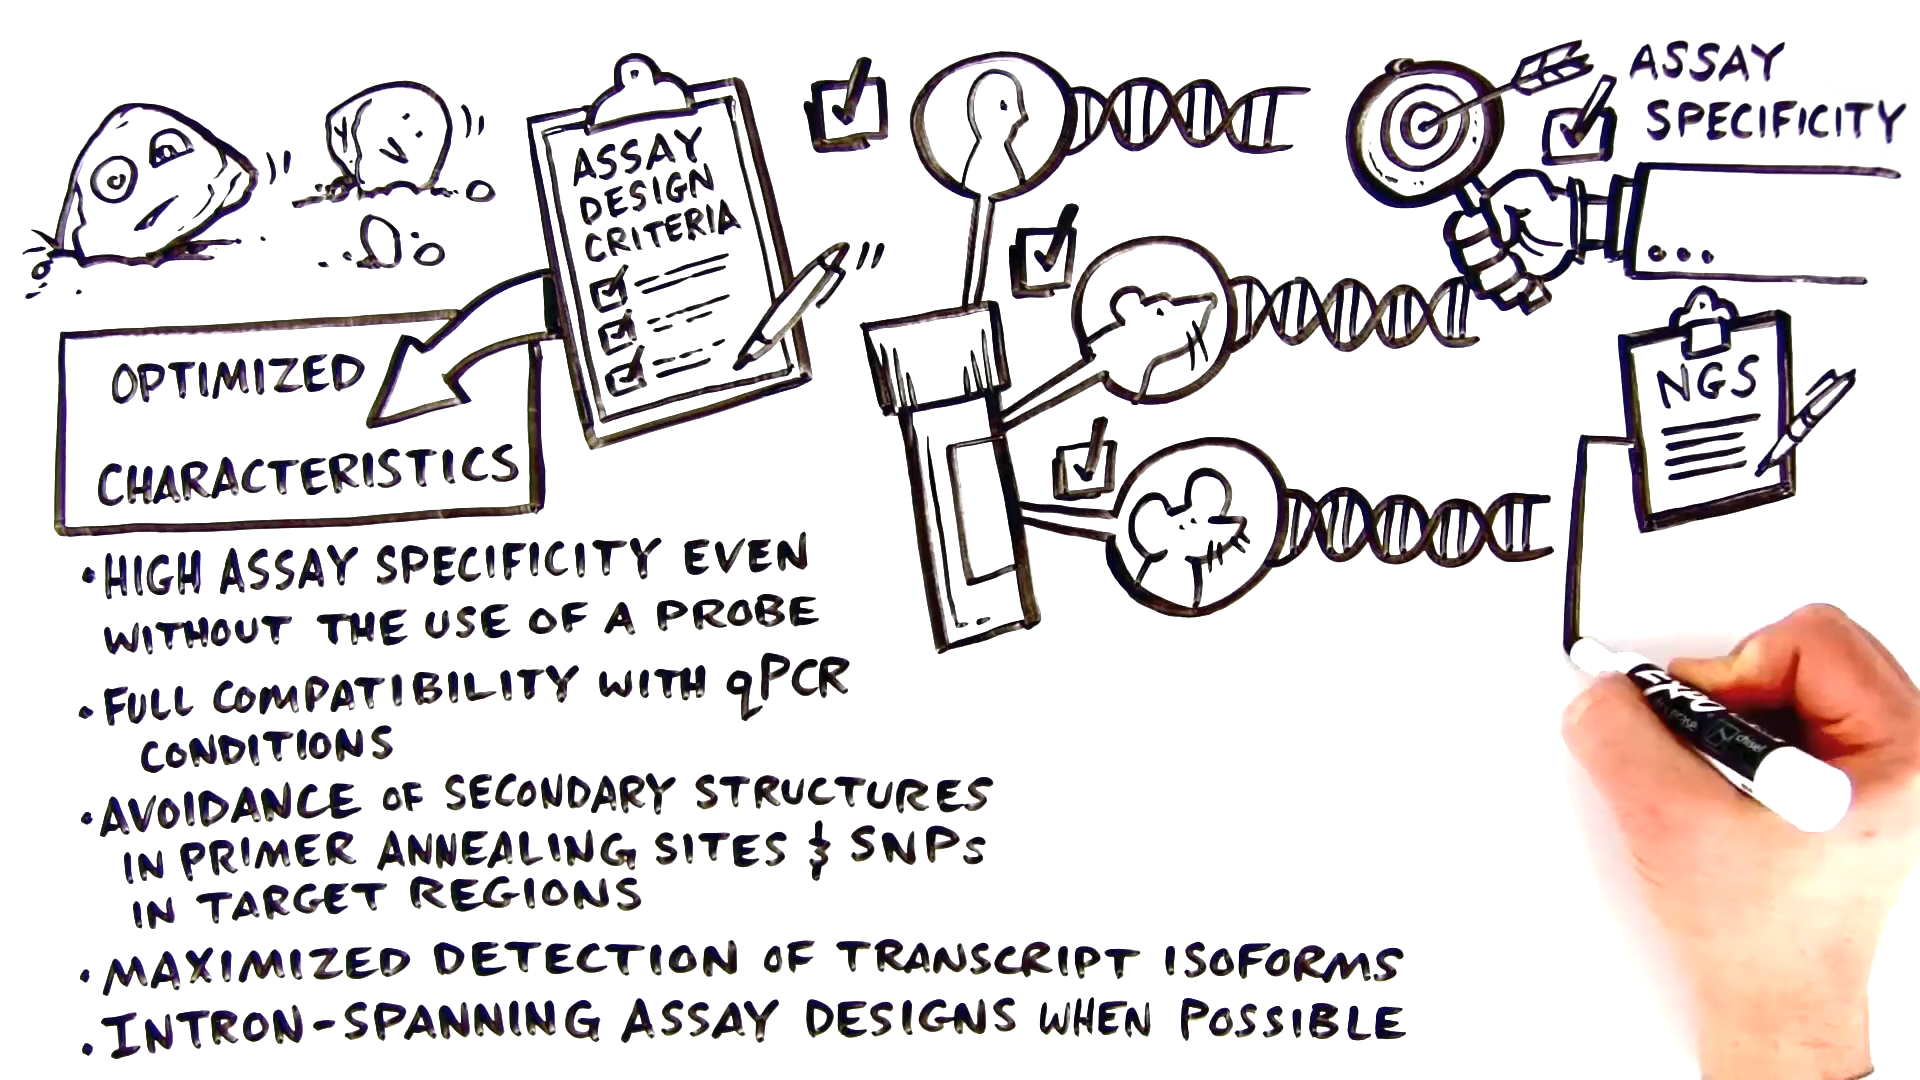 ASSAY
DESIGN
CRITERIA
ASSAY
SPECIFICITY
OPTIMIZED
CHARACTERISTICS
NGS
• HIGH ASSAY SPECIFICITY EVEN
WITHOUT THE USE OF A PROBE
• FULL COMPATIBILITY WITH qPCR
CONDITIONS
• AVOIDANCE OF SECONDARY STRUCTURES
IN PRIMER ANNEALING SITES & SNPs
IN TARGET REGIONS
• MAXIMIZED DETECTION OF TRANSCRIPT ISOFORMS
• INTRON-SPANNING ASSAY DESIGNS WHEN POSSIBLE
EXPO
chisel